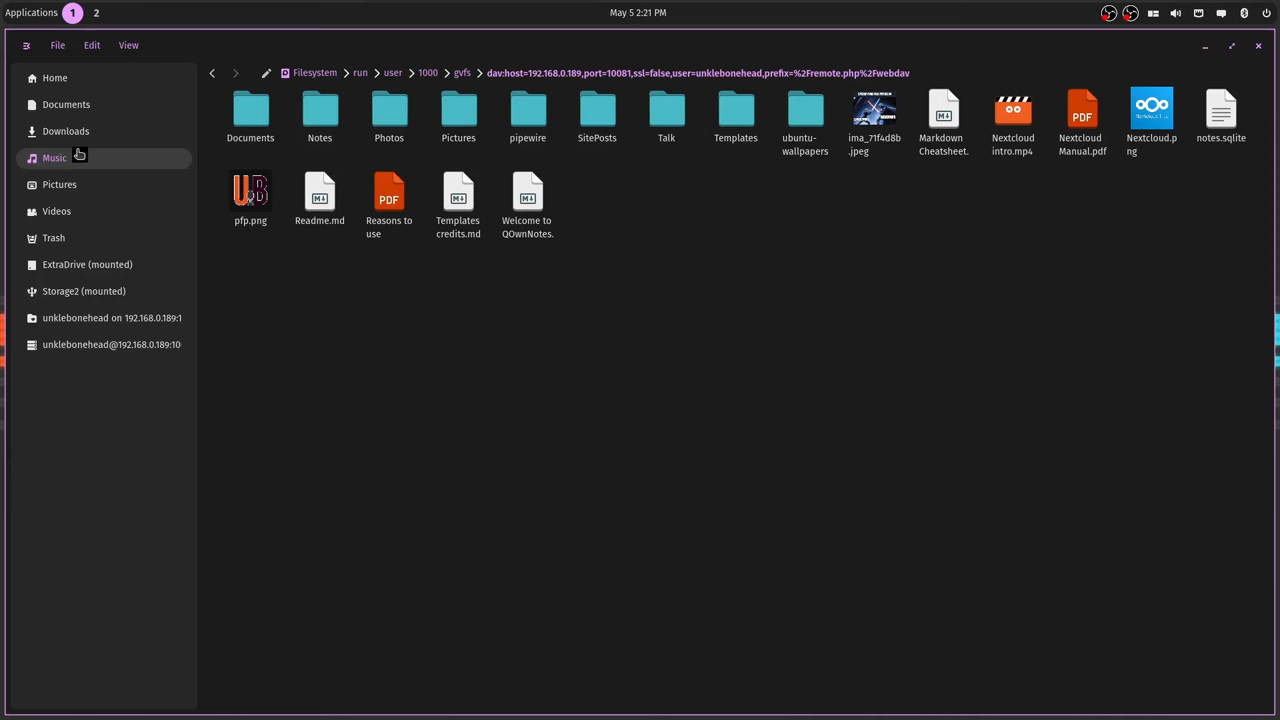 Applications 1 2 May 5 2:21 PM
File Edit View
Home
Documents
Downloads
Music
Pictures
Videos
Trash
ExtraDrive (mounted)
Storage2 (mounted)
unklebonehead on 192.168.0.189:1
unklebonehead@192.168.0.189:10
Filesystem run user 1000 gvfs dav:host=192.168.0.189,port=10081,ssl=false,user=unklebonehead,prefix=%2Fremote.php%2Fwebdav
Documents
Notes
Photos
Pictures
pipewire
SitePosts
Talk
Templates
ubuntu-
wallpapers
ima_71f4d8b
.jpeg
Markdown
Cheatsheet.
Nextcloud
intro.mp4
PDF
Nextcloud
Manual.pdf
Nextcloud.p
ng
notes.sqlite
UB
pfp.png
Readme.md
PDF
Reasons to
use
Templates
credits.md
Welcome to
QOwnNotes.